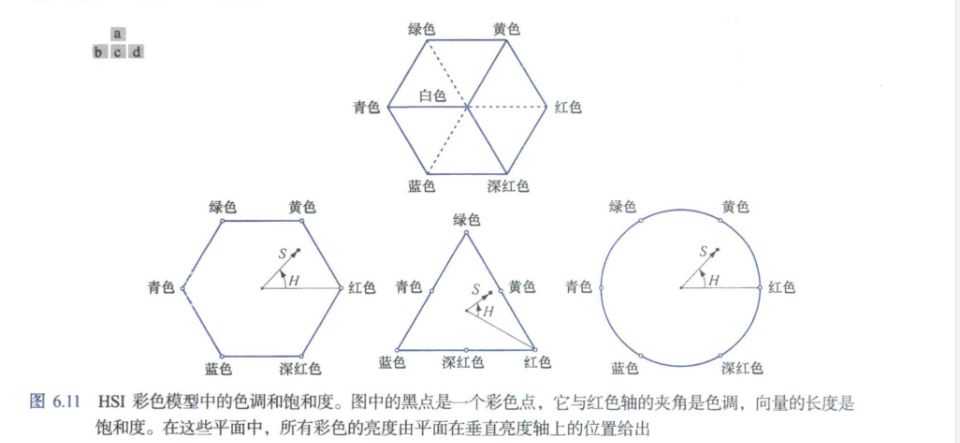 a
b c d
绿色 黄色
青色 白色 红色
蓝色 深红色
绿色 黄色
S
H
青色 红色
蓝色 深红色
绿色
青色 黄色
S
H
蓝色 深红色 红色
绿色 黄色
S
H
青色 红色
蓝色 深红色
图 6.11 HSI 彩色模型中的色调和饱和度。图中的黑点是一个彩色点，它与红色轴的夹角是色调，向量的长度是
饱和度。在这些平面中，所有彩色的亮度由平面在垂直亮度轴上的位置给出